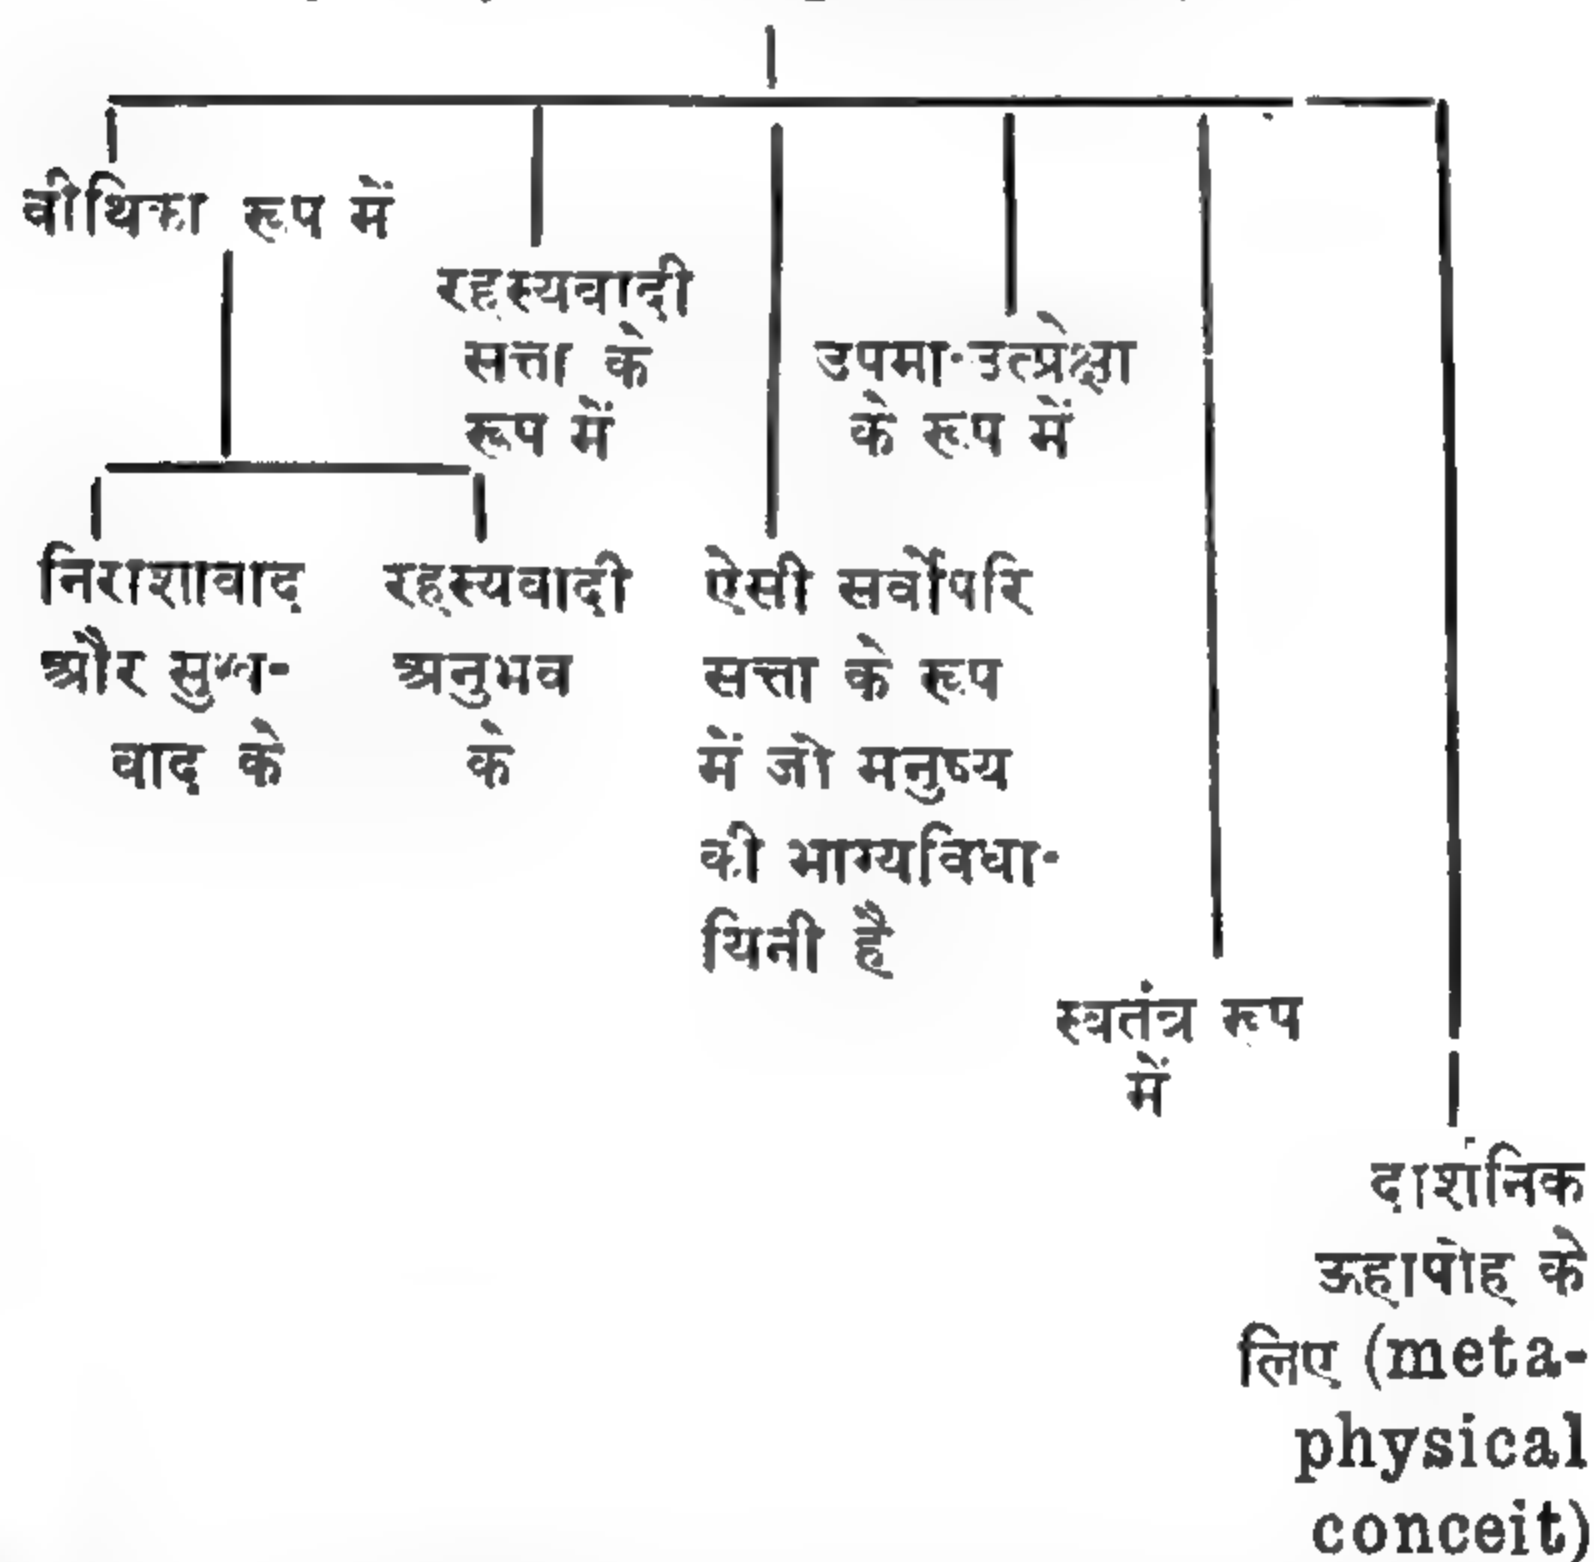 वीथिका रूप में
रहस्यवादी
सत्ता के
रूप में
उपमा-उत्प्रेक्षा
के रूप में
निराशावाद
और सुख-
वाद के
रहस्यवादी
अनुभव
के
ऐसी सर्वोपरि
सत्ता के रूप
में जो मनुष्य
की भाग्यविधा-
यिनी है
स्वतंत्र रूप
में
दार्शनिक
ऊहापोह के
लिए (meta-
physical
conceit)